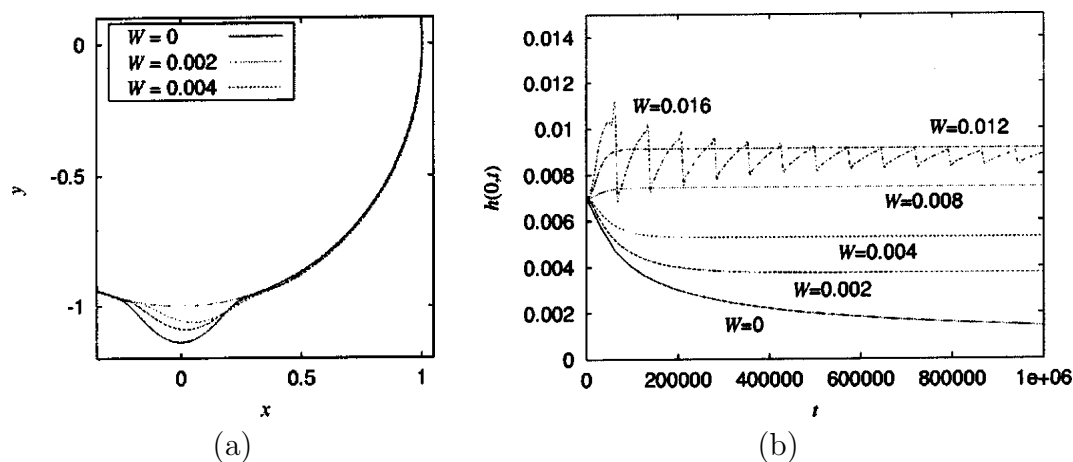 W = 0
W = 0.002
W = 0.004
0
-0.5
-1
y
0
0.5
1
x
(a)
0.014
0.012
0.01
0.008
0.006
0.004
0.002
0
h(0,t)
W=0.016
W=0.012
W=0.008
W=0.004
W=0.002
W=0
0
200000
400000
600000
800000
1e+06
t
(b)